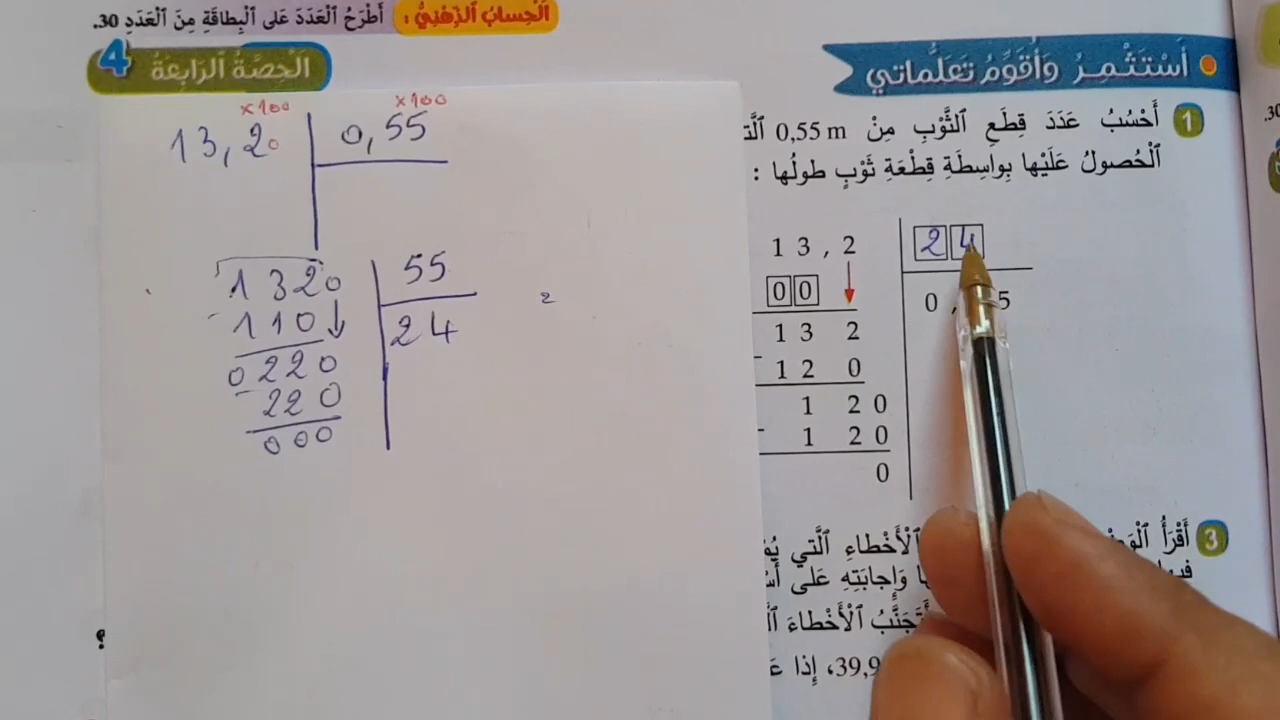 اَلْحِسابُ ٱلذِّهْنِيُّ : أَطْرَحُ ٱلْعَدَدَ عَلى ٱلْبِطاقَةِ مِنَ ٱلْعَدَدِ 30.
4 اَلْحِصَّةُ ٱلرّابِعَةُ
أَسْتَثْمِرُ وَأُقَوِّمُ تَعَلُّماتي
1 أَحْسُبُ عَدَدَ قِطَعِ ٱلثَّوْبِ مِنْ 0,55 m
ٱلْحُصولُ عَلَيْها بِواسِطَةِ قِطْعَةِ ثَوْبٍ طولُها :
13,2
24
00
0, 5
132
120
120
120
0
3 أَقْرَأُ
ٱلْأَخْطاءِ ٱلَّتي
وَإِجابَتِهِ عَلى
أَتَجَنَّبُ ٱلْأَخْطاءَ
39,9، إِذا
؟
30
×100
×100
13,20
0,55
1320
55
110
24
0220
220
000
=